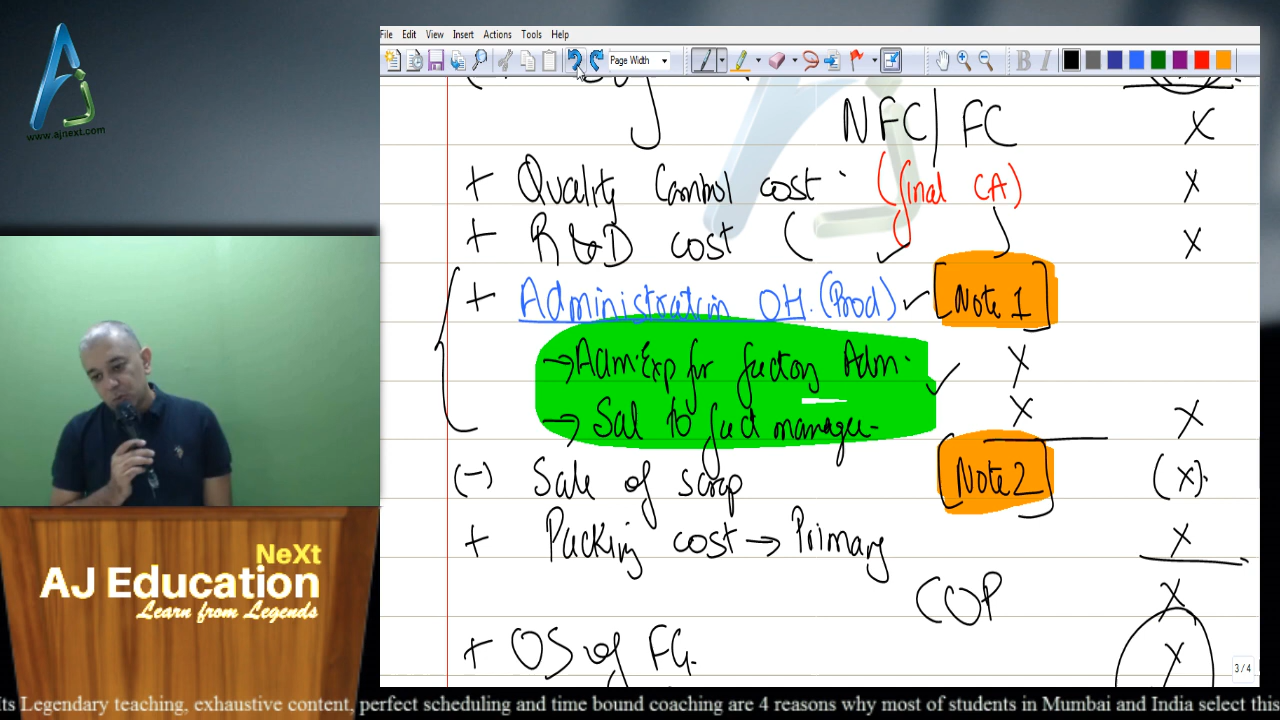 www.ajnext.com
File Edit View Insert Actions Tools Help
Page Width
B I
NFC | FC X
+ Quality Control cost (final CA) X
+ R&D cost ( ) X
+ Administration OH. (Prod) ✓ [Note 1]
→ Adm. Exp for factory Adm. ✓ X
→ Sal to fact manager. X X
(-) Sale of scrap [Note 2] (X).
+ Packing cost → Primary X
COP X
+ OS of FG. X
3/4
NeXt
AJ Education
Learn from Legends
Its Legendary teaching, exhaustive content, perfect scheduling and time bound coaching are 4 reasons why most of students in Mumbai and India select this